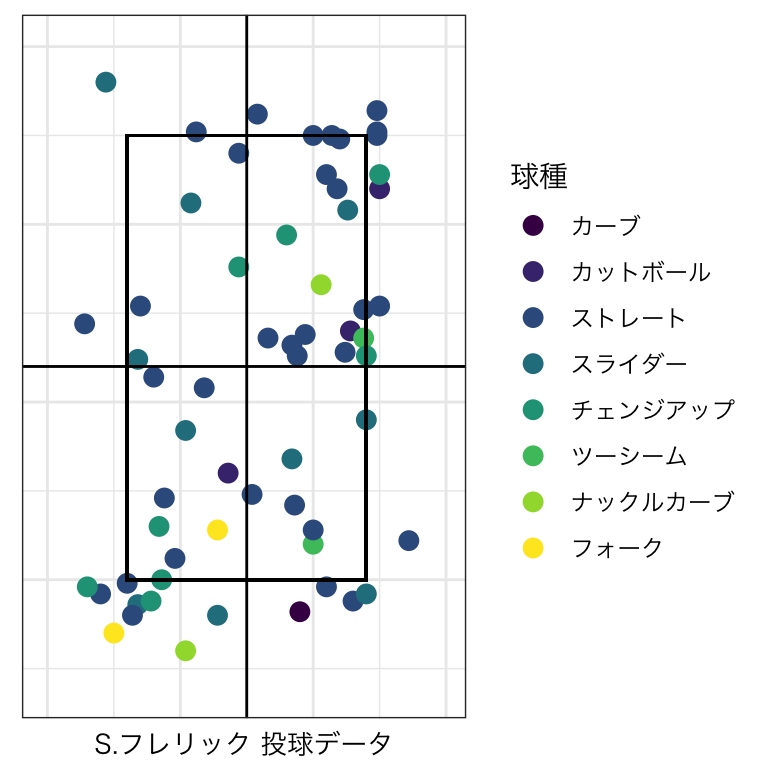 球種
カーブ
カットボール
ストレート
スライダー
チェンジアップ
ツーシーム
ナックルカーブ
フォーク
S.フレリック 投球データ